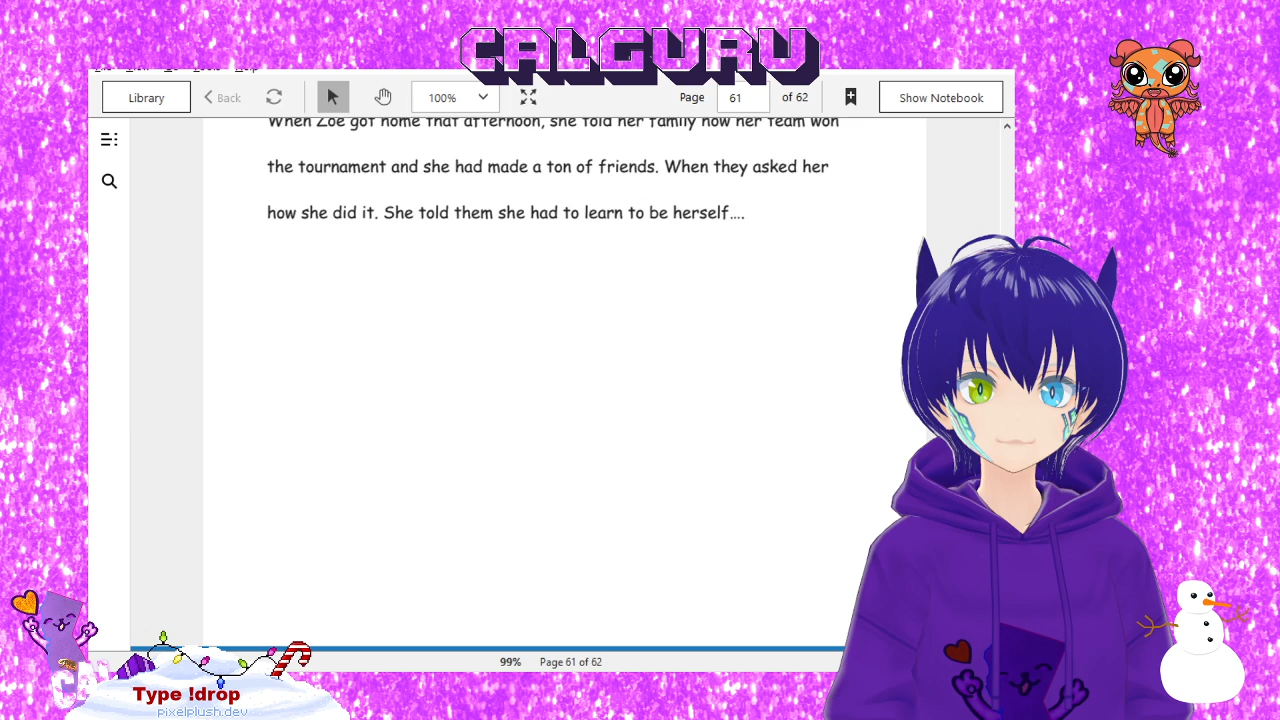 CALGURU
Library
Back
100%
Page
61
of 62
Show Notebook
When Zoe got home that afternoon, she told her family how her team won
the tournament and she had made a ton of friends. When they asked her
how she did it. She told them she had to learn to be herself....
99%
Page 61 of 62
Type !drop
pixelplush.dev